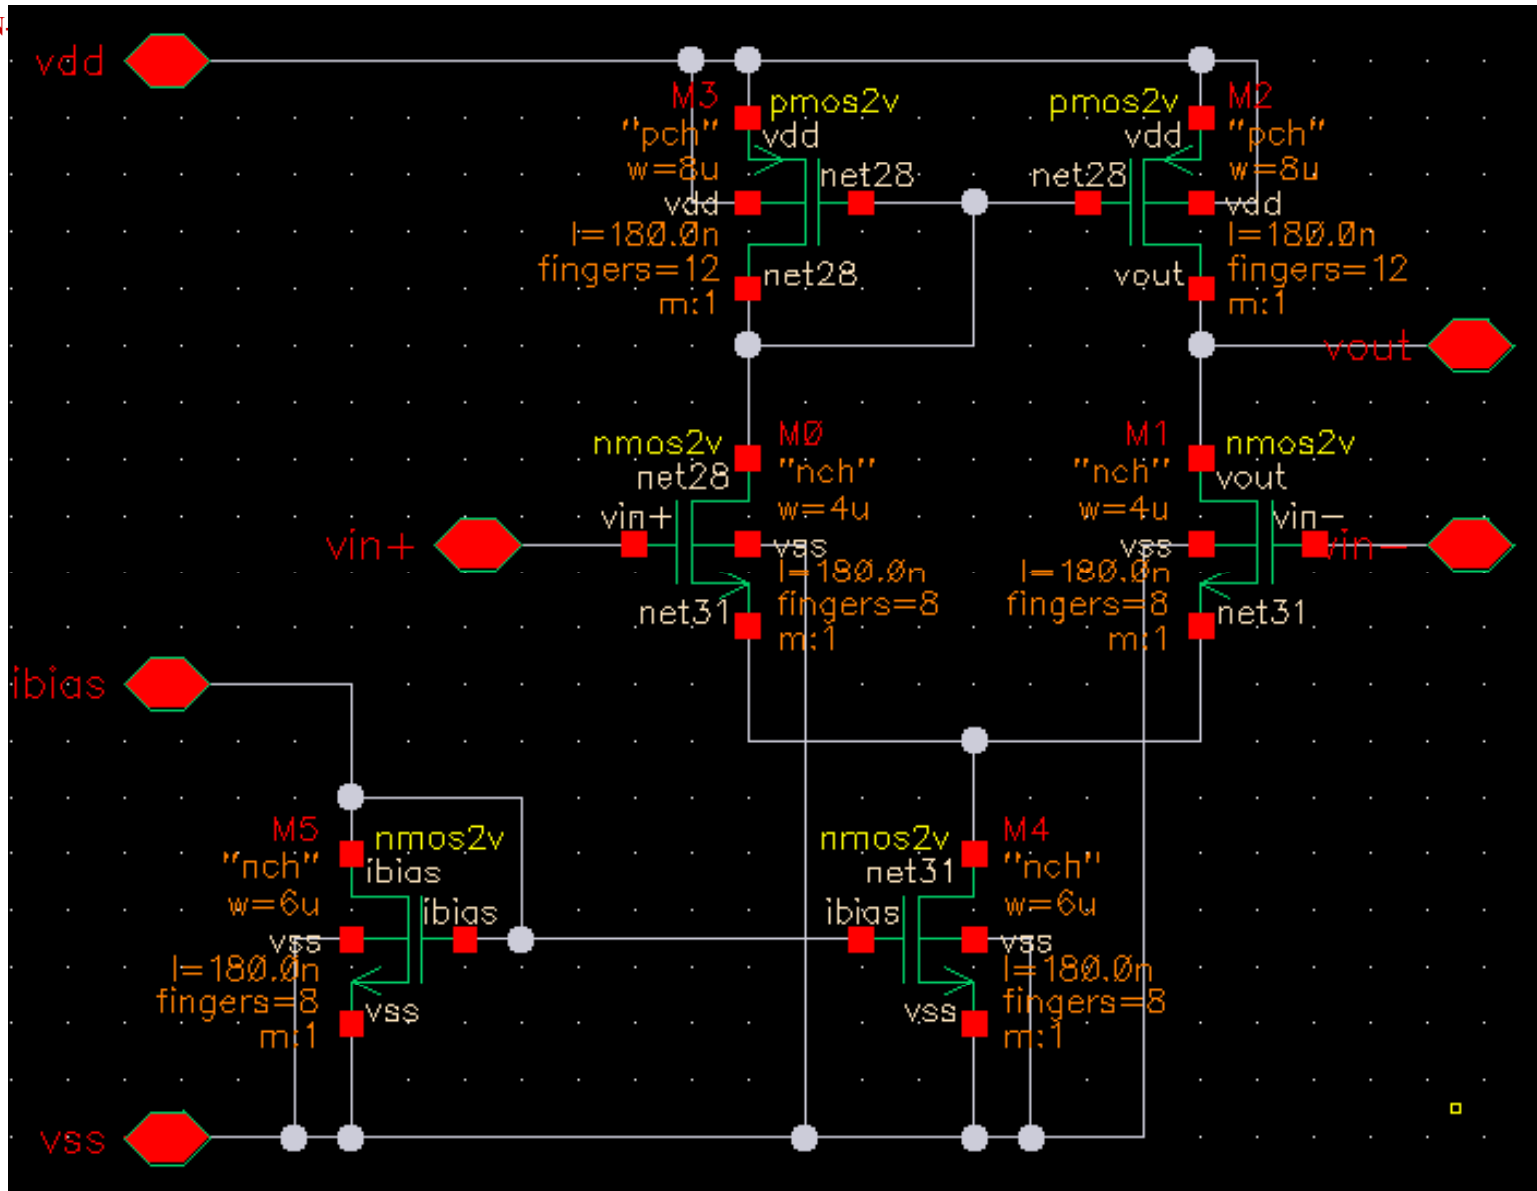 vdd
M3
pmos2v
pmos2v
M2
"pch"
vdd
vdd
"pch"
w=8u
net28
net28
w=8u
vdd
vdd
l=180.0n
l=180.0n
fingers=12
net28
vout
fingers=12
m:1
m:1
vout
nmos2v
M0
M1
nmos2v
net28
"nch"
"nch"
vout
vin+
w=4u
w=4u
vin-
vin+
vss
vss
vin-
l=180.0n
l=180.0n
net31
fingers=8
fingers=8
net31
m:1
m:1
ibias
M5
nmos2v
nmos2v
M4
"nch"
ibias
net31
"nch"
w=6u
ibias
ibias
w=6u
vss
vss
l=180.0n
l=180.0n
fingers=8
vss
vss
fingers=8
m:1
m:1
vss